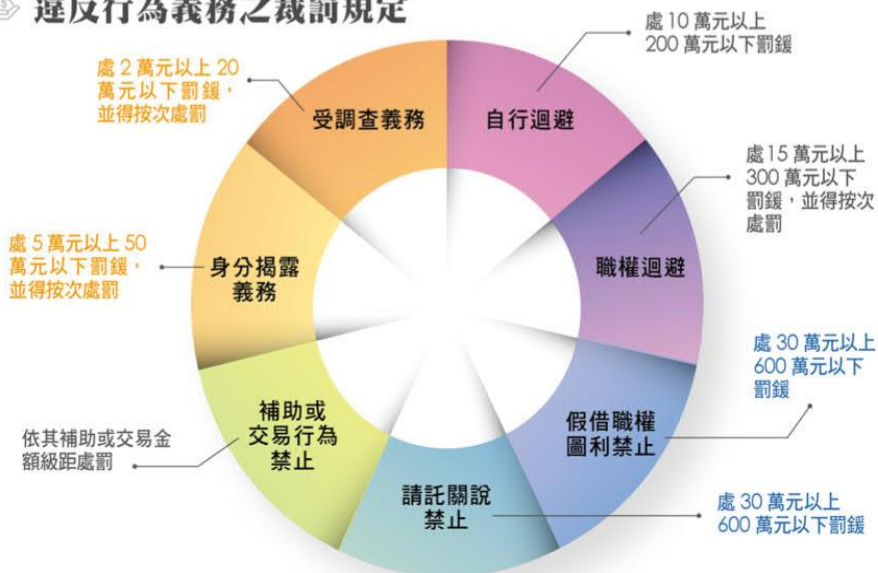 違反行為義務之裁罰規定
處 10 萬元以上
200 萬元以下罰鍰
自行迴避
處 15 萬元以上
300 萬元以下
罰鍰，並得按次
處罰
職權迴避
處 30 萬元以上
600 萬元以下
罰鍰
假借職權
圖利禁止
處 30 萬元以上
600 萬元以下罰鍰
請託關說
禁止
補助或
交易行為
禁止
依其補助或交易金
額級距處罰
身分揭露
義務
處 5 萬元以上 50
萬元以下罰鍰，
並得按次處罰
受調查義務
處 2 萬元以上 20
萬元以下罰鍰，
並得按次處罰